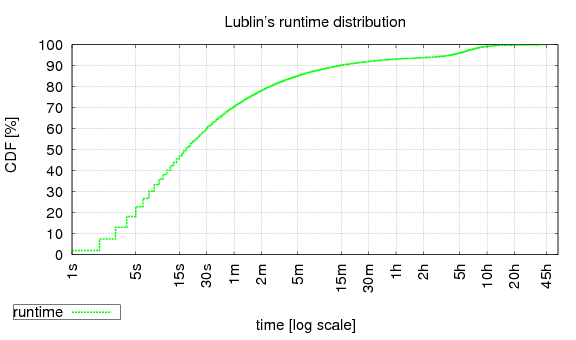 Lublin's runtime distribution
CDF [%]
100
90
80
70
60
50
40
30
20
10
0
1s
5s
15s
30s
1m
2m
5m
15m
30m
1h
2h
5h
10h
20h
45h
runtime
time [log scale]